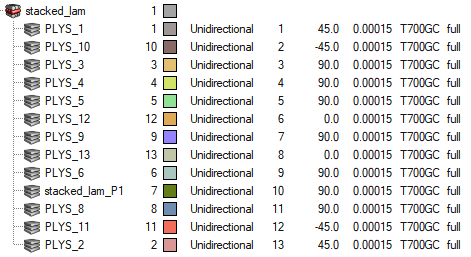 stacked_lam 1
PLYS_1 1 Unidirectional 1 45.0 0.00015 T700GC full
PLYS_10 10 Unidirectional 2 -45.0 0.00015 T700GC full
PLYS_3 3 Unidirectional 3 90.0 0.00015 T700GC full
PLYS_4 4 Unidirectional 4 90.0 0.00015 T700GC full
PLYS_5 5 Unidirectional 5 90.0 0.00015 T700GC full
PLYS_12 12 Unidirectional 6 0.0 0.00015 T700GC full
PLYS_9 9 Unidirectional 7 90.0 0.00015 T700GC full
PLYS_13 13 Unidirectional 8 0.0 0.00015 T700GC full
PLYS_6 6 Unidirectional 9 90.0 0.00015 T700GC full
stacked_lam_P1 7 Unidirectional 10 90.0 0.00015 T700GC full
PLYS_8 8 Unidirectional 11 90.0 0.00015 T700GC full
PLYS_11 11 Unidirectional 12 -45.0 0.00015 T700GC full
PLYS_2 2 Unidirectional 13 45.0 0.00015 T700GC full